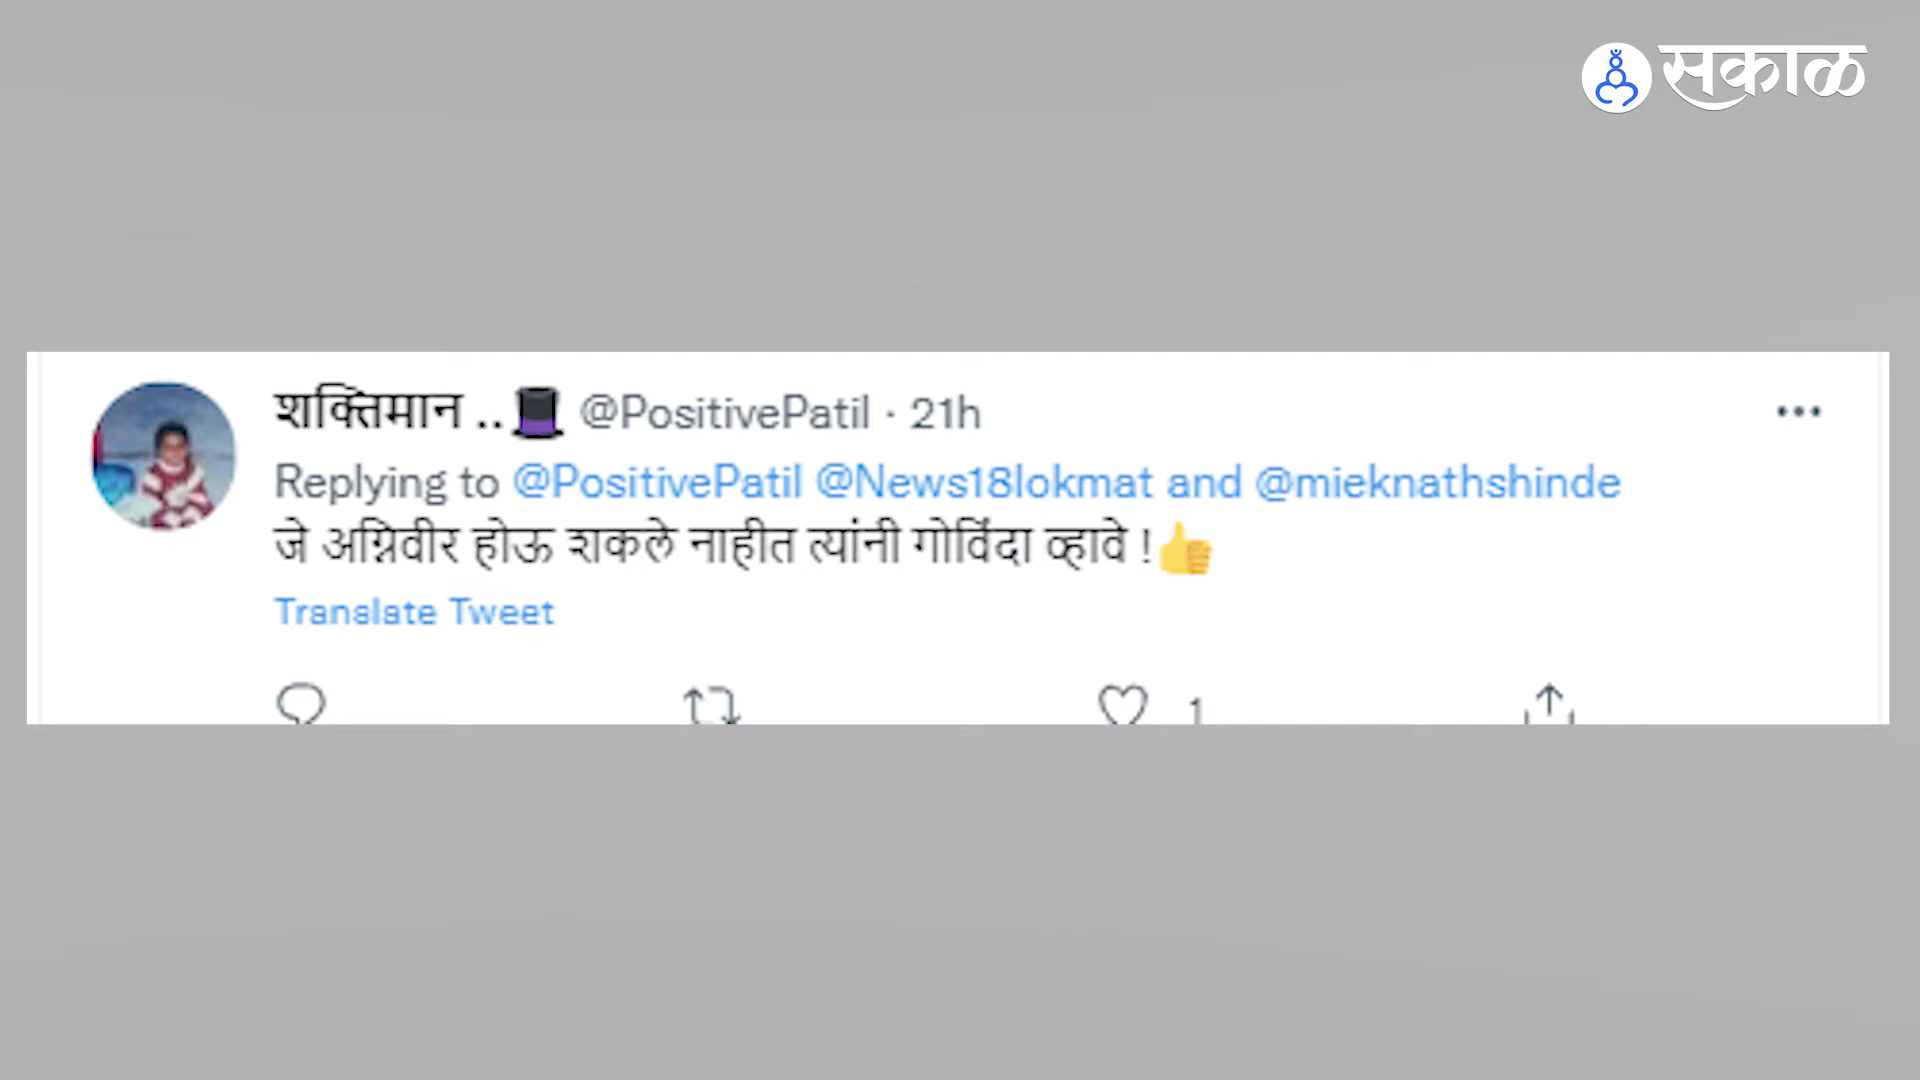 सकाळ
शक्तिमान ..🎩 @PositivePatil · 21h
Replying to @PositivePatil @News18lokmat and @mieknathshinde
जे अग्निवीर होऊ शकले नाहीत त्यांनी गोविंदा व्हावे !👍
Translate Tweet
1